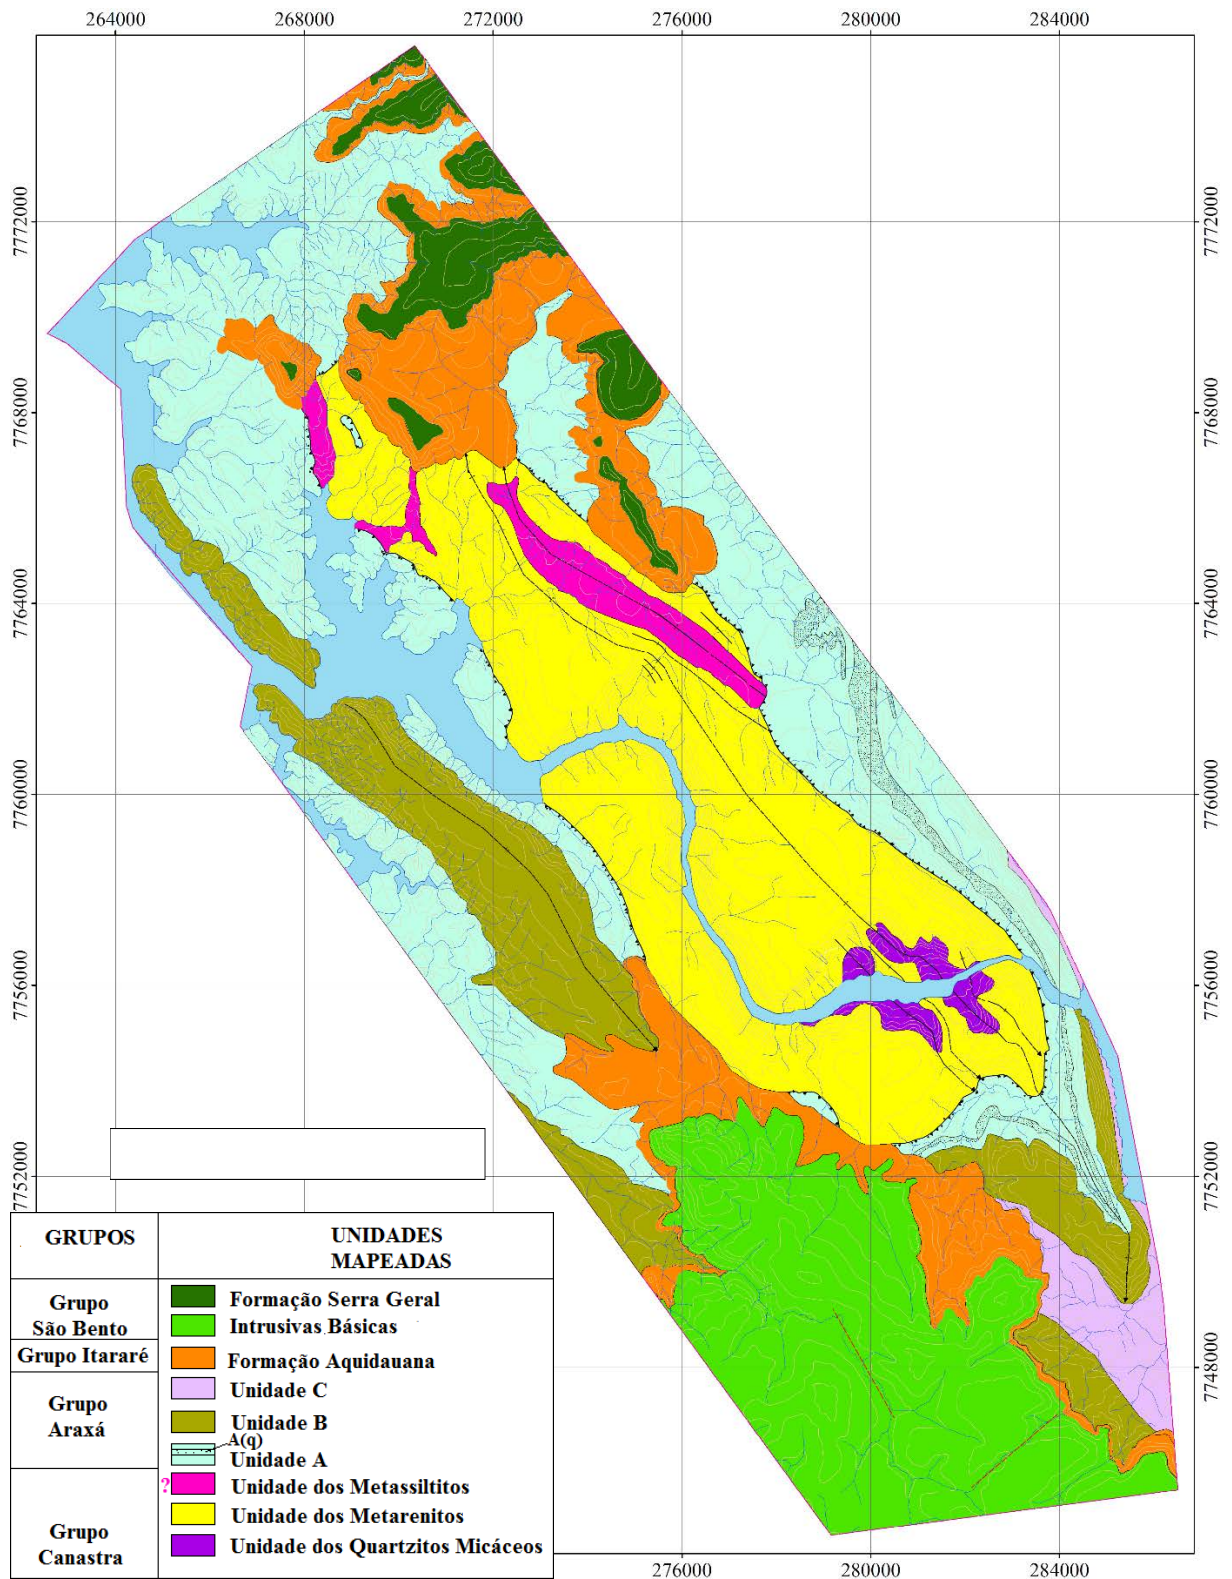 264000 268000 272000 276000 280000 284000
7772000 7772000
7768000 7768000
7764000 7764000
7760000 7760000
7756000 7756000
7752000 7752000
7748000
GRUPOS UNIDADES
MAPEADAS
Grupo
São Bento
Formação Serra Geral
Intrusivas Básicas
Grupo Itararé
Formação Aquidauana
Grupo
Araxá
Unidade C
Unidade B
A(q)
Unidade A
? Unidade dos Metassiltitos
Unidade dos Metarenitos
Grupo
Canastra
Unidade dos Quartzitos Micáceos
276000 280000 284000